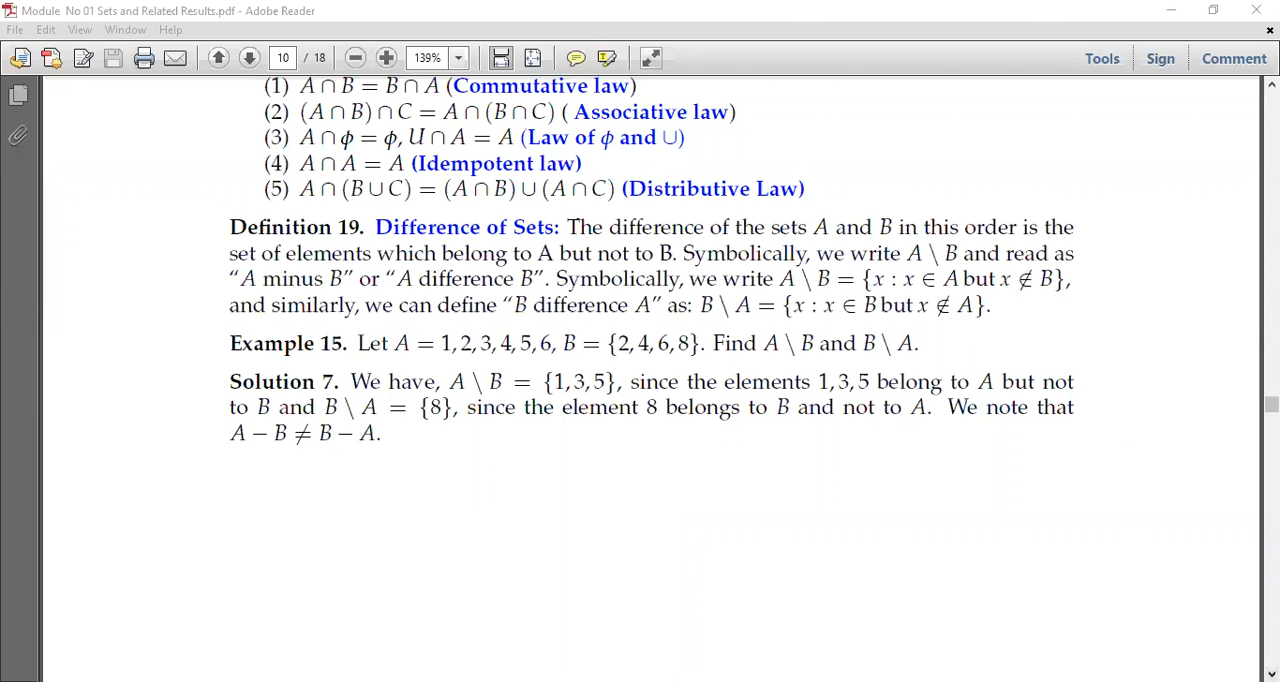 Module No 01 Sets and Related Results.pdf - Adobe Reader
File Edit View Window Help
10 / 18 139% Tools Sign Comment
(1) A ∩ B = B ∩ A (Commutative law)
(2) (A ∩ B) ∩ C = A ∩ (B ∩ C) ( Associative law)
(3) A ∩ ϕ = ϕ, U ∩ A = A (Law of ϕ and ∪)
(4) A ∩ A = A (Idempotent law)
(5) A ∩ (B ∪ C) = (A ∩ B) ∪ (A ∩ C) (Distributive Law)
Definition 19. Difference of Sets: The difference of the sets A and B in this order is the
set of elements which belong to A but not to B. Symbolically, we write A \ B and read as
“A minus B” or “A difference B”. Symbolically, we write A \ B = {x : x ∈ A but x ∉ B},
and similarly, we can define “B difference A” as: B \ A = {x : x ∈ B but x ∉ A}.
Example 15. Let A = 1, 2, 3, 4, 5, 6, B = {2, 4, 6, 8}. Find A \ B and B \ A.
Solution 7. We have, A \ B = {1, 3, 5}, since the elements 1, 3, 5 belong to A but not
to B and B \ A = {8}, since the element 8 belongs to B and not to A. We note that
A − B ≠ B − A.